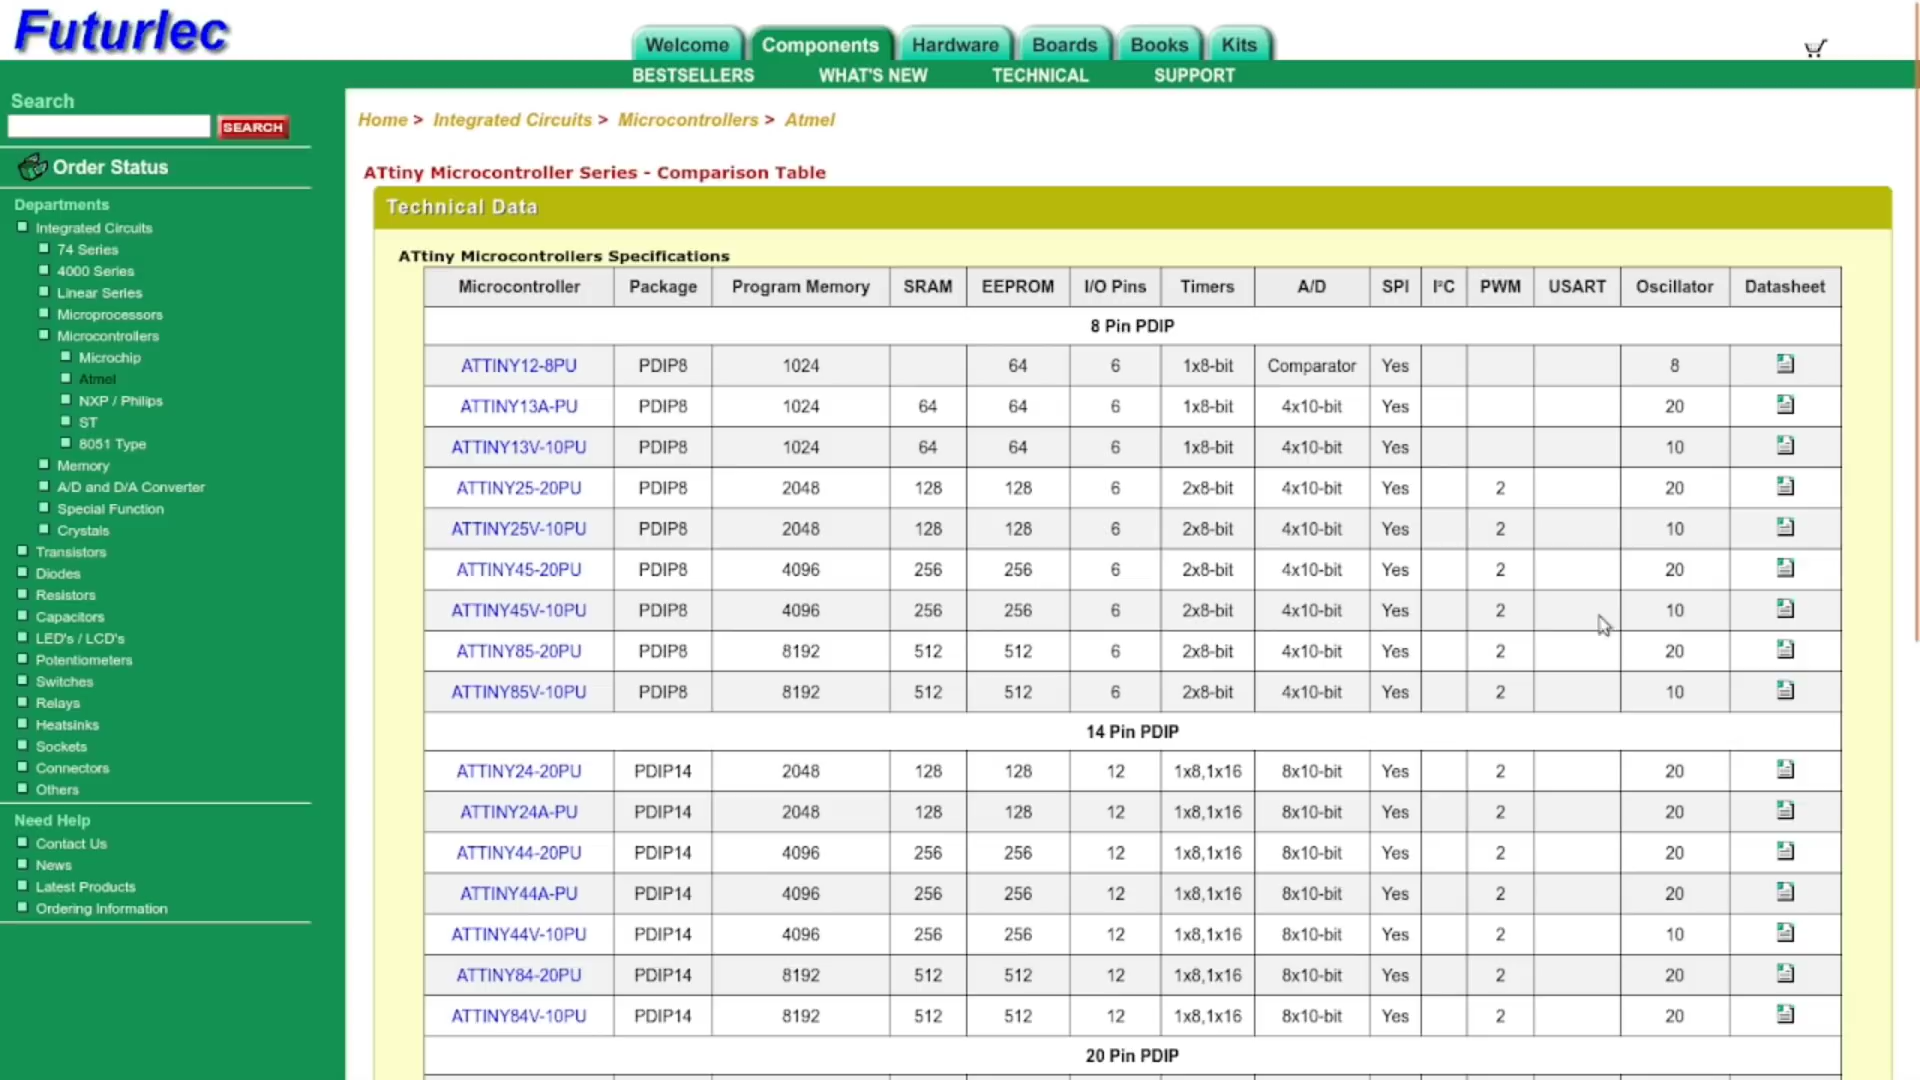 Futurlec
Welcome Components Hardware Boards Books Kits
BESTSELLERS WHAT'S NEW TECHNICAL SUPPORT
Search
SEARCH
Order Status
Departments
Integrated Circuits
74 Series
4000 Series
Linear Series
Microprocessors
Microcontrollers
Microchip
Atmel
NXP / Philips
ST
8051 Type
Memory
A/D and D/A Converter
Special Function
Crystals
Transistors
Diodes
Resistors
Capacitors
LED's / LCD's
Potentiometers
Switches
Relays
Heatsinks
Sockets
Connectors
Others
Need Help
Contact Us
News
Latest Products
Ordering Information
Home > Integrated Circuits > Microcontrollers > Atmel
ATtiny Microcontroller Series - Comparison Table
Technical Data
ATtiny Microcontrollers Specifications
Microcontroller Package Program Memory SRAM EEPROM I/O Pins Timers A/D SPI I²C PWM USART Oscillator Datasheet
8 Pin PDIP
ATTINY12-8PU PDIP8 1024 64 6 1x8-bit Comparator Yes 8
ATTINY13A-PU PDIP8 1024 64 64 6 1x8-bit 4x10-bit Yes 20
ATTINY13V-10PU PDIP8 1024 64 64 6 1x8-bit 4x10-bit Yes 10
ATTINY25-20PU PDIP8 2048 128 128 6 2x8-bit 4x10-bit Yes 2 20
ATTINY25V-10PU PDIP8 2048 128 128 6 2x8-bit 4x10-bit Yes 2 10
ATTINY45-20PU PDIP8 4096 256 256 6 2x8-bit 4x10-bit Yes 2 20
ATTINY45V-10PU PDIP8 4096 256 256 6 2x8-bit 4x10-bit Yes 2 10
ATTINY85-20PU PDIP8 8192 512 512 6 2x8-bit 4x10-bit Yes 2 20
ATTINY85V-10PU PDIP8 8192 512 512 6 2x8-bit 4x10-bit Yes 2 10
14 Pin PDIP
ATTINY24-20PU PDIP14 2048 128 128 12 1x8,1x16 8x10-bit Yes 2 20
ATTINY24A-PU PDIP14 2048 128 128 12 1x8,1x16 8x10-bit Yes 2 20
ATTINY44-20PU PDIP14 4096 256 256 12 1x8,1x16 8x10-bit Yes 2 20
ATTINY44A-PU PDIP14 4096 256 256 12 1x8,1x16 8x10-bit Yes 2 20
ATTINY44V-10PU PDIP14 4096 256 256 12 1x8,1x16 8x10-bit Yes 2 10
ATTINY84-20PU PDIP14 8192 512 512 12 1x8,1x16 8x10-bit Yes 2 20
ATTINY84V-10PU PDIP14 8192 512 512 12 1x8,1x16 8x10-bit Yes 2 20
20 Pin PDIP